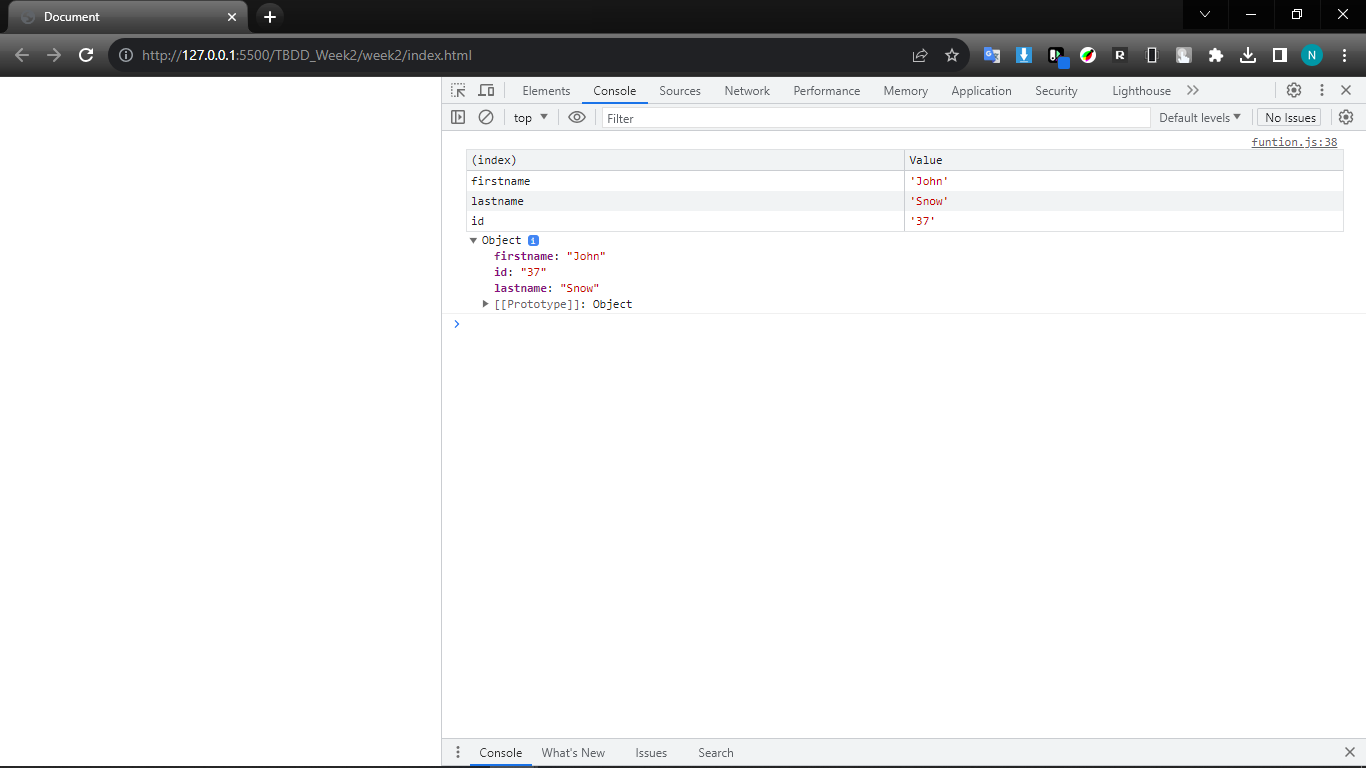 Document
http://127.0.0.1:5500/TBDD_Week2/week2/index.html
R
N
Elements Console Sources Network Performance Memory Application Security Lighthouse
top Filter Default levels No Issues
funtion.js:38
(index) Value
firstname 'John'
lastname 'Snow'
id '37'
Object i
firstname: "John"
id: "37"
lastname: "Snow"
[[Prototype]]: Object
Console What's New Issues Search